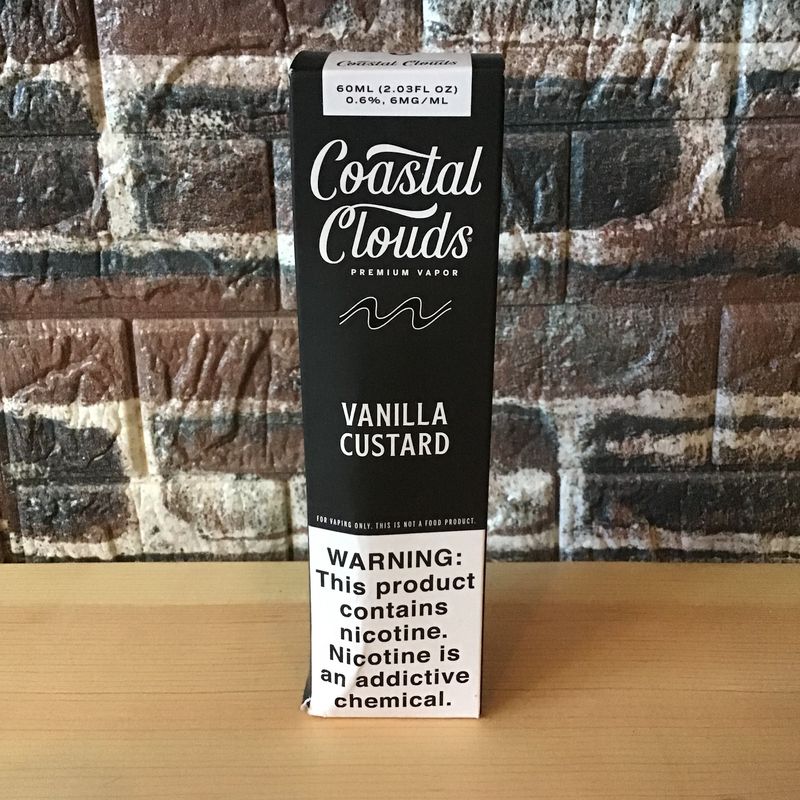 Coastal Clouds
60ML (2.03FL OZ)
0.6%, 6MG/ML
Coastal
Clouds®
PREMIUM VAPOR
VANILLA
CUSTARD
FOR VAPING ONLY. THIS IS NOT A FOOD PRODUCT.
WARNING:
This product
contains
nicotine.
Nicotine is
an addictive
chemical.